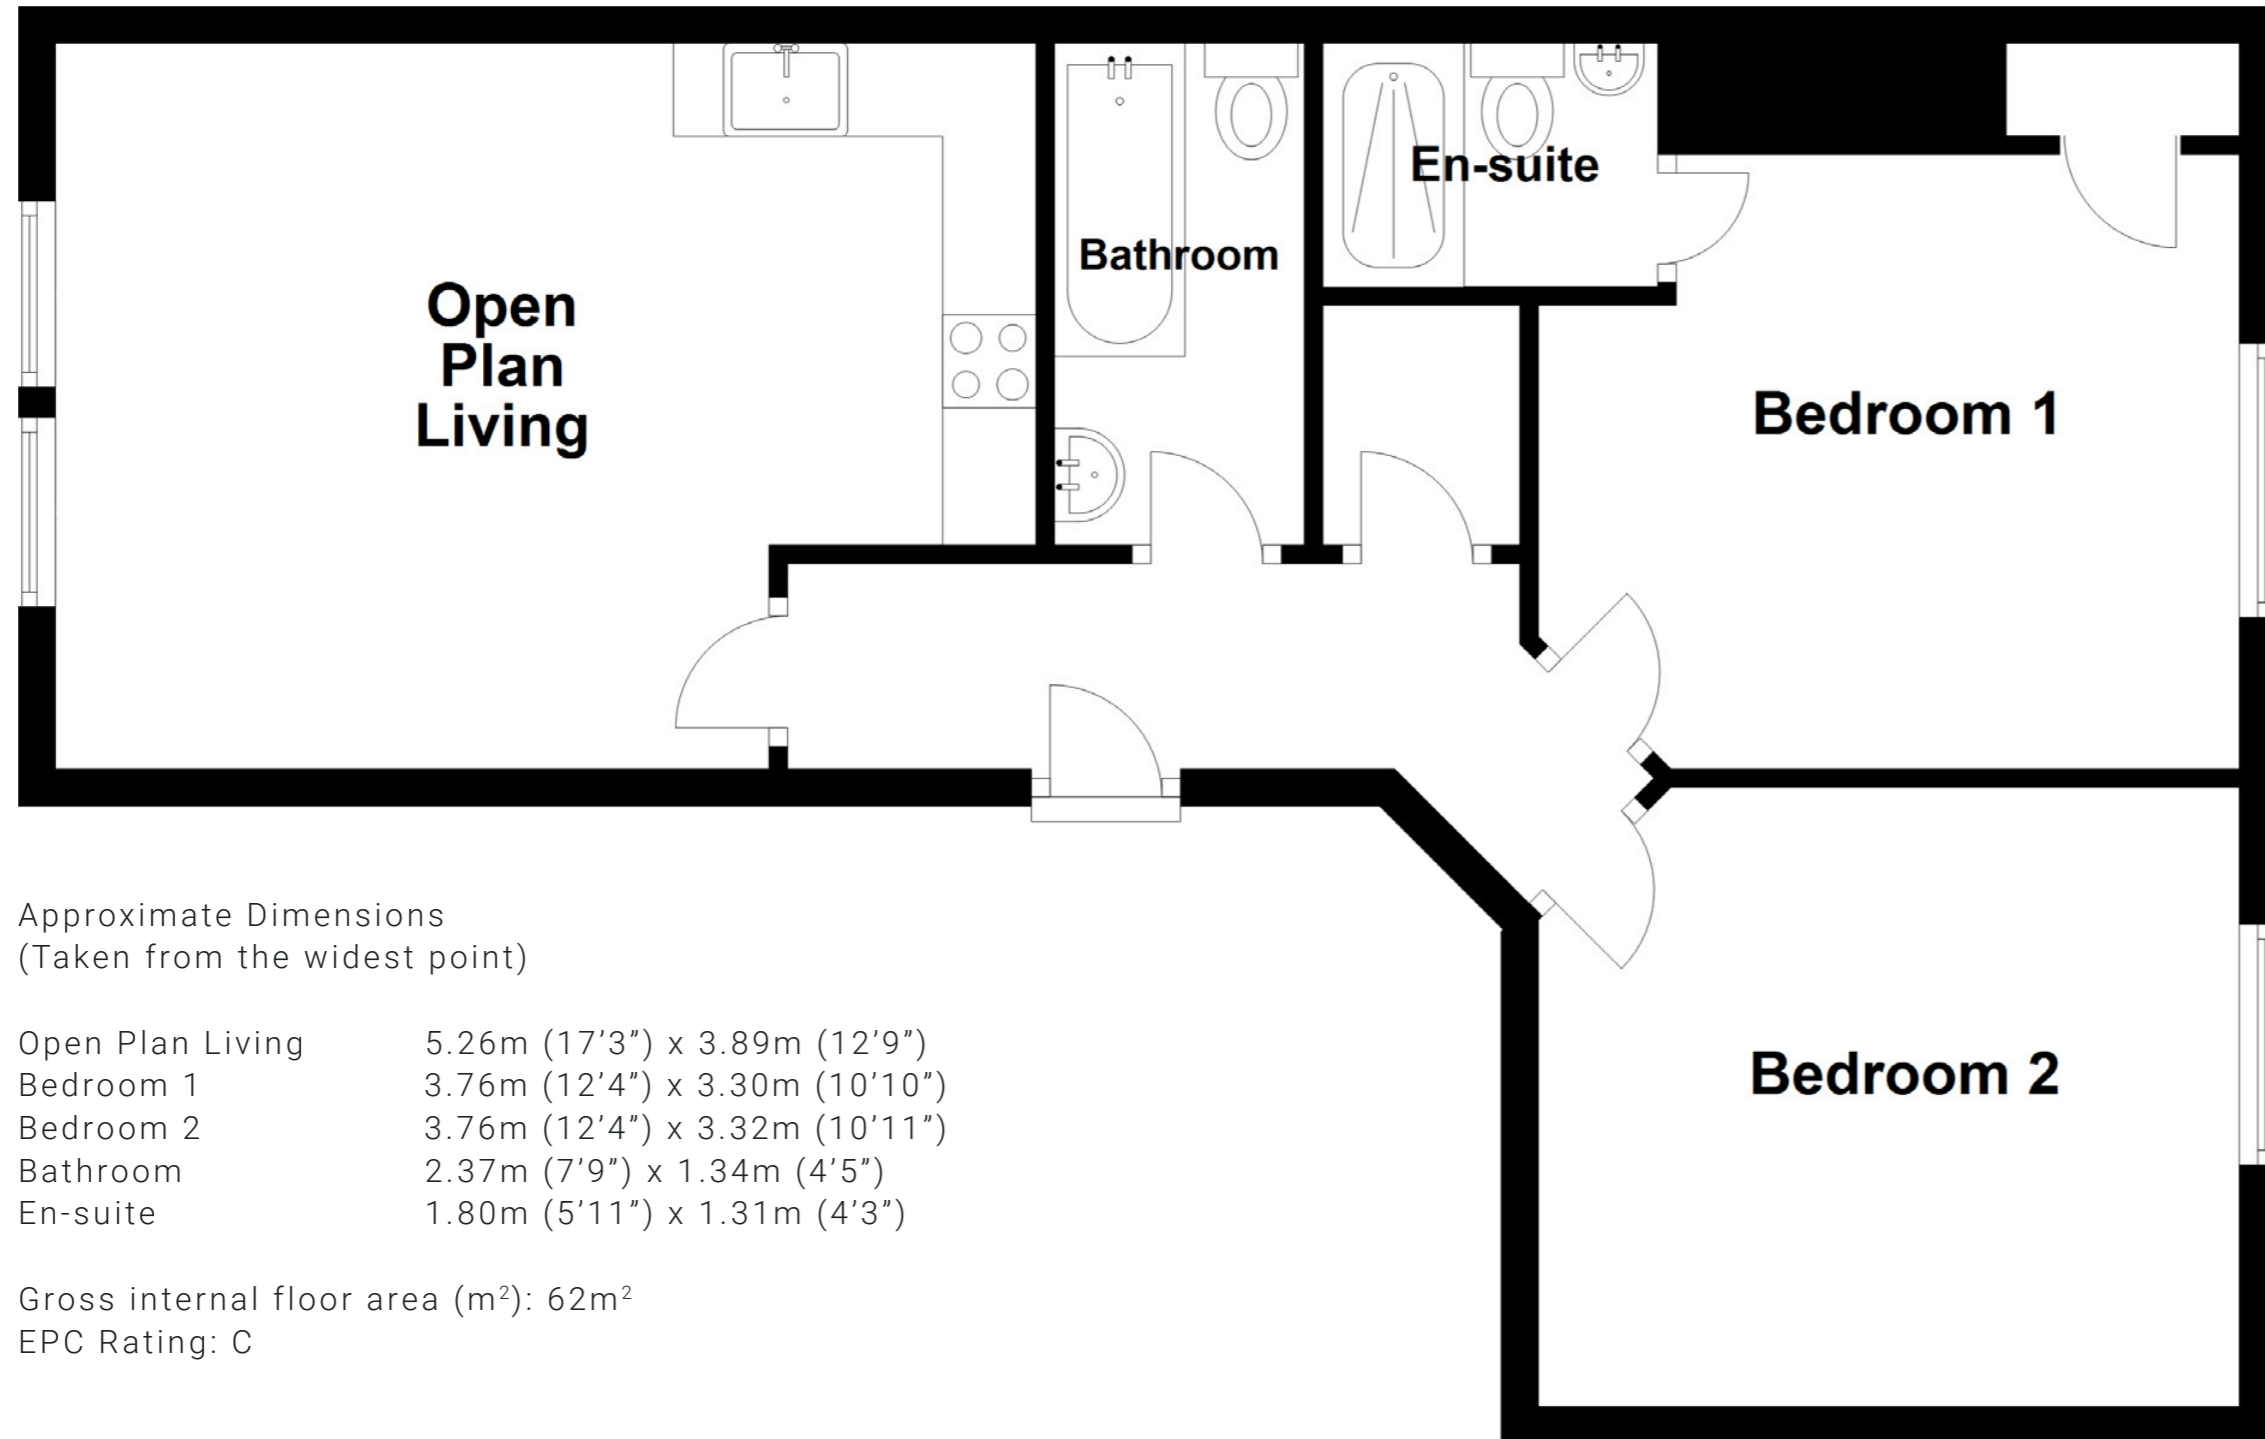 Open
Plan
Living
Bathroom
En-suite
Bedroom 1
Bedroom 2
Approximate Dimensions
(Taken from the widest point)
Open Plan Living 5.26m (17’3”) x 3.89m (12’9”)
Bedroom 1 3.76m (12’4”) x 3.30m (10’10”)
Bedroom 2 3.76m (12’4”) x 3.32m (10’11”)
Bathroom 2.37m (7’9”) x 1.34m (4’5”)
En-suite 1.80m (5’11”) x 1.31m (4’3”)
Gross internal floor area (m²): 62m²
EPC Rating: C